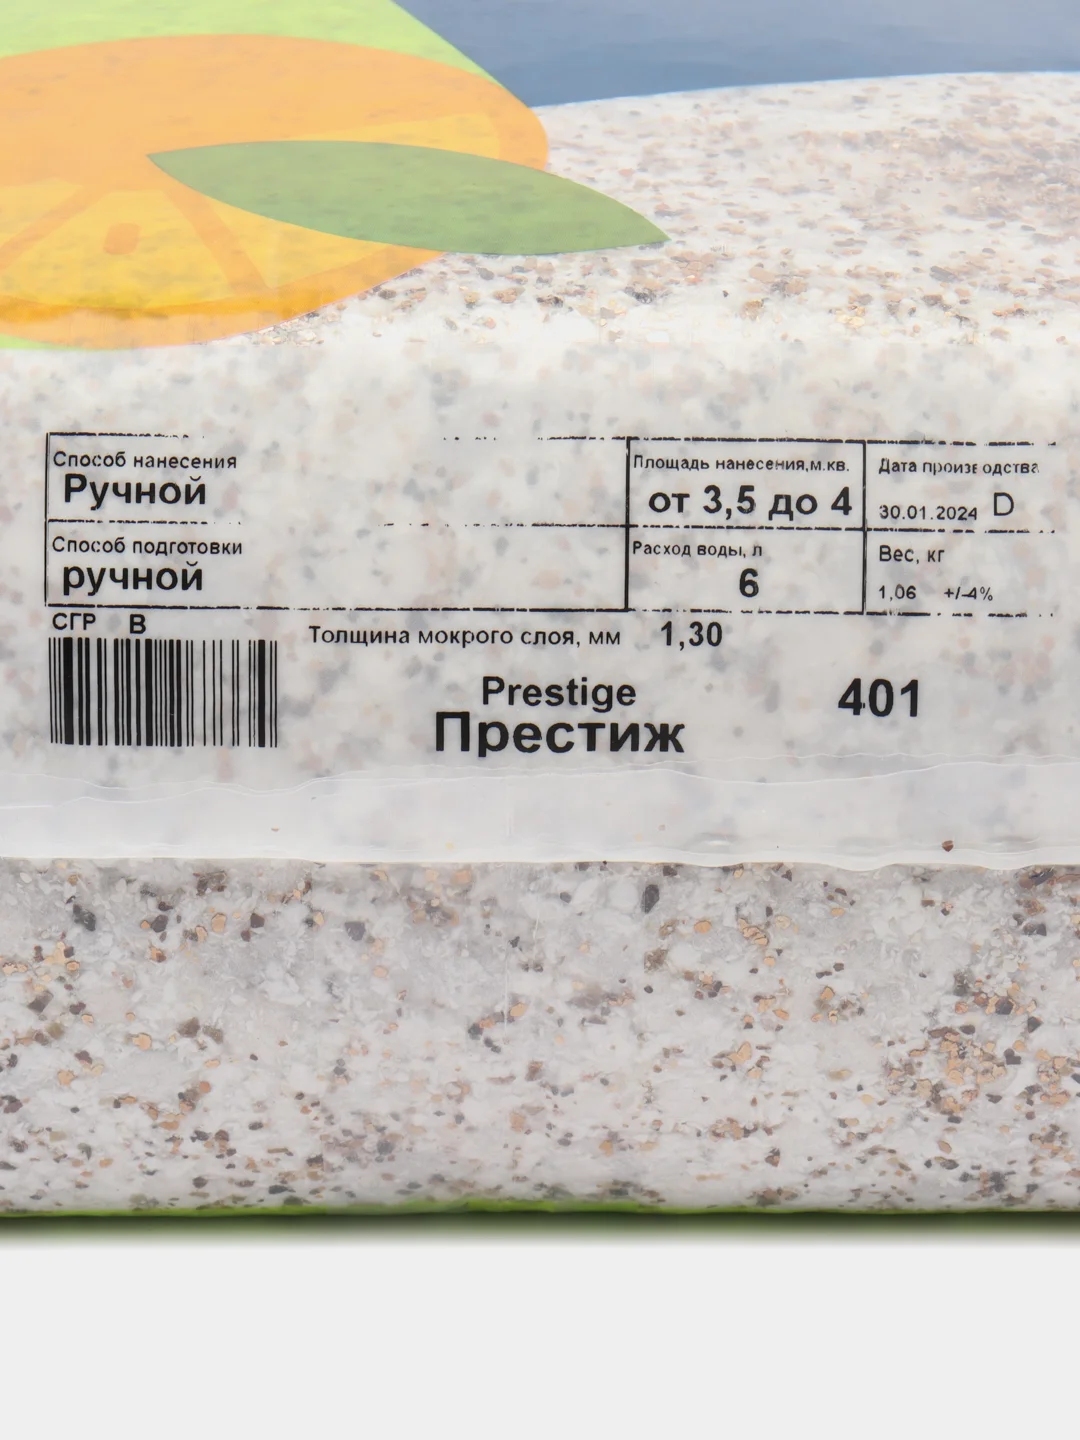 Способ нанесения
Ручной
Площадь нанесения,м.кв.
от 3,5 до 4
Дата производства
30.01.2024 D
Способ подготовки
ручной
Расход воды, л
6
Вес, кг
1,06 +/-4%
СГР В
Толщина мокрого слоя, мм 1,30
Prestige
Престиж
401